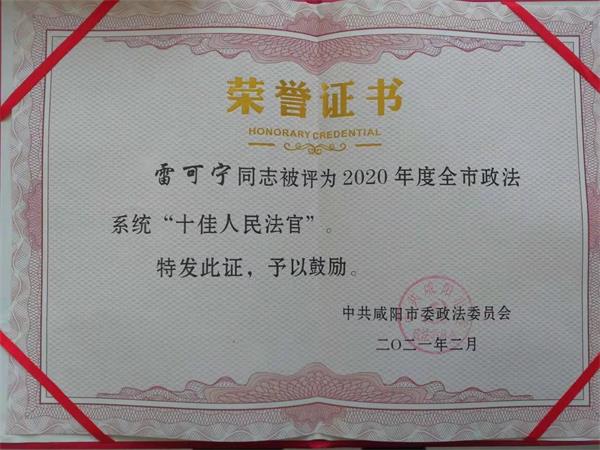 荣誉证书
HONORARY CREDENTIAL
雷可宁同志被评为2020年度全市政法
系统“十佳人民法官”。
特发此证，予以鼓励。
中共咸阳市委政法委员会
二〇二一年二月